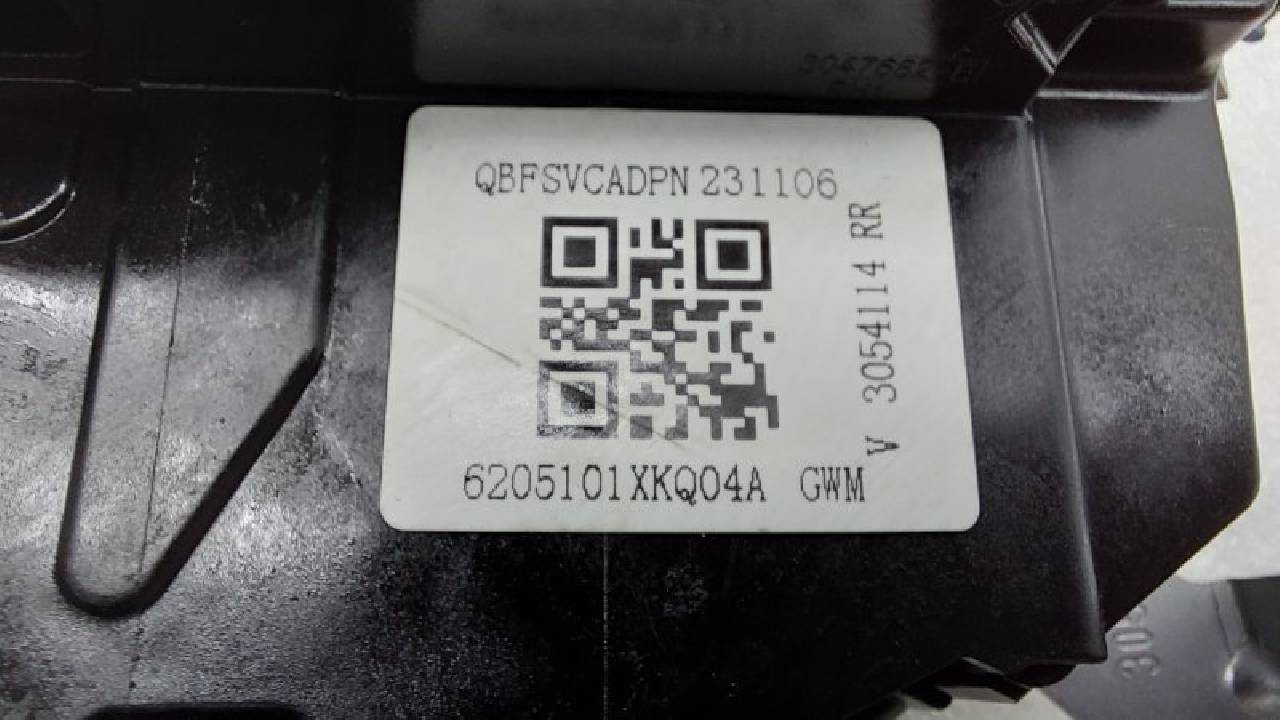 QBFSVCADPN 231106
V 3054114 RR
6205101XKQ04A GWM